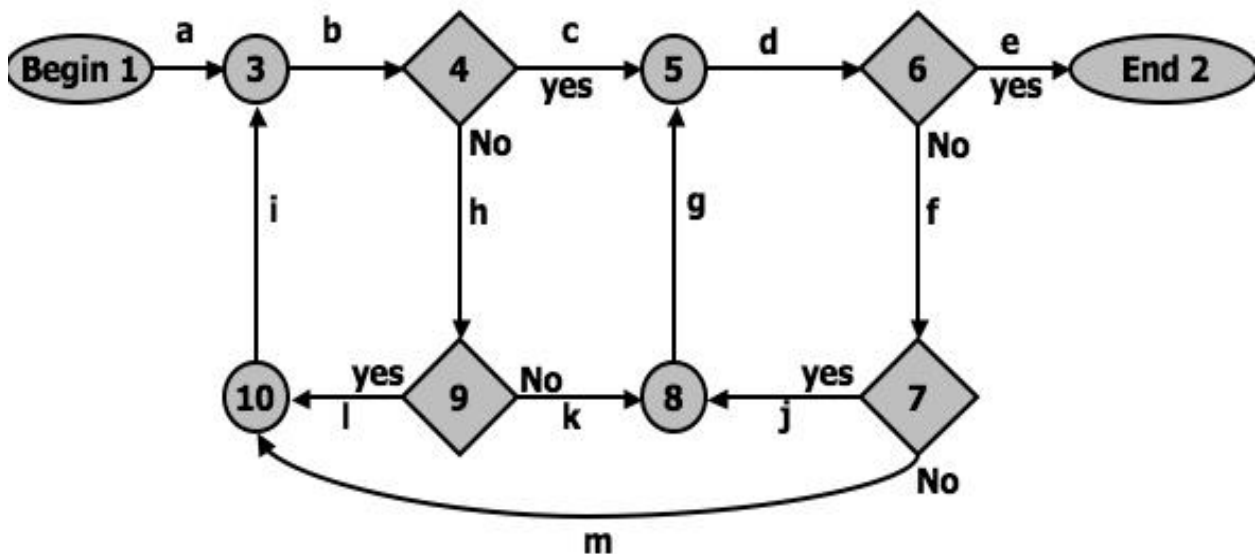 a b c d e
Begin 1 3 4 5 6 End 2
yes yes
No No
i h g f
yes No yes
10 9 8 7
l k j
No
m